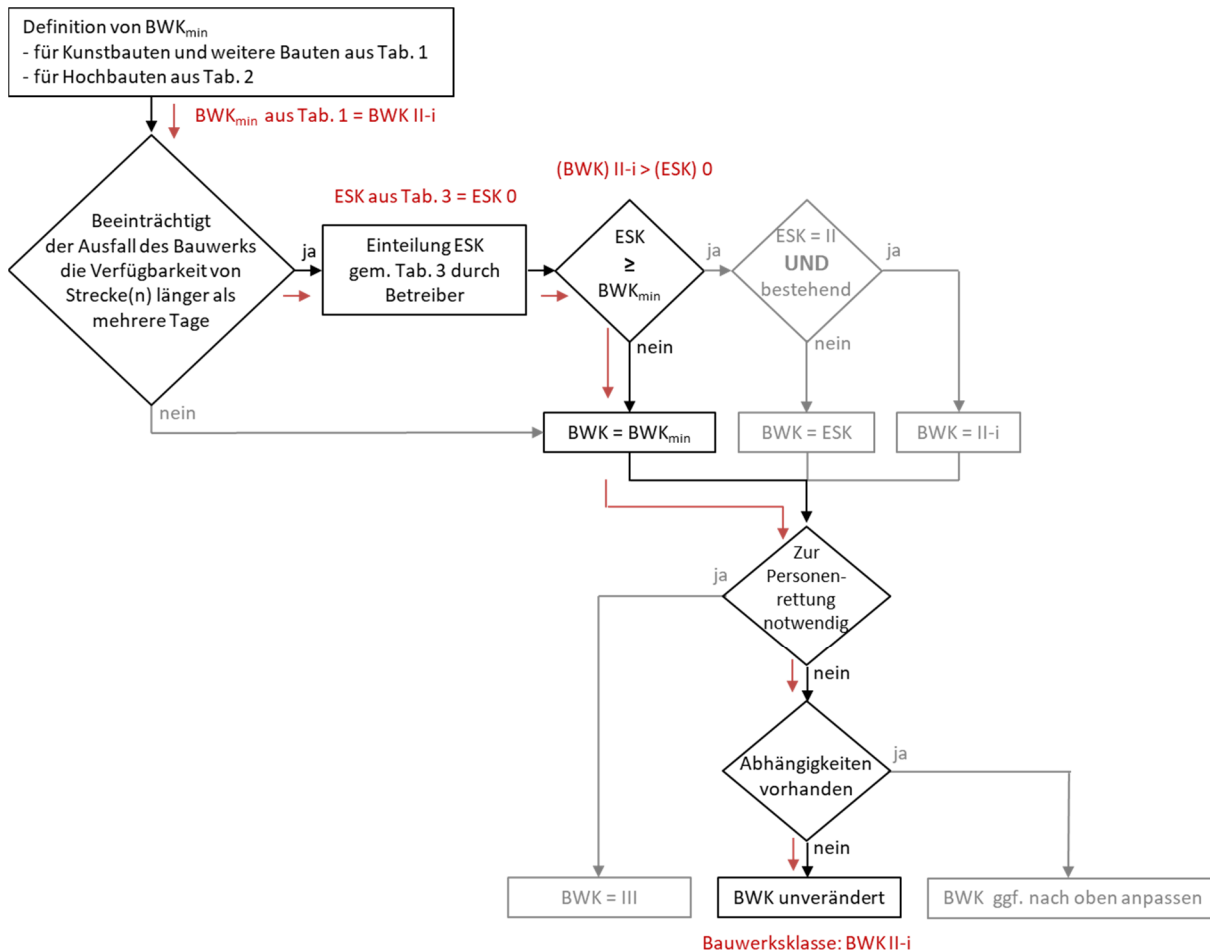 Definition von BWKmin
- für Kunstbauten und weitere Bauten aus Tab. 1
- für Hochbauten aus Tab. 2
BWKmin aus Tab. 1 = BWK II-i
Beeinträchtigt
der Ausfall des Bauwerks
die Verfügbarkeit von
Strecke(n) länger als
mehrere Tage
ja
nein
ESK aus Tab. 3 = ESK 0
Einteilung ESK
gem. Tab. 3 durch
Betreiber
(BWK) II-i > (ESK) 0
ESK
≥
BWKmin
ja
nein
ESK = II
UND
bestehend
ja
nein
BWK = BWKmin
BWK = ESK
BWK = II-i
Zur
Personen-
rettung
notwendig
ja
nein
Abhängigkeiten
vorhanden
ja
nein
BWK = III
BWK unverändert
BWK ggf. nach oben anpassen
Bauwerksklasse: BWK II-i